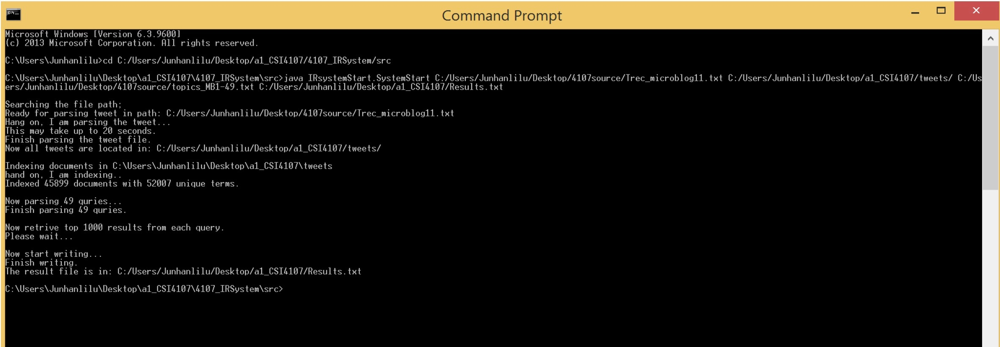 Command Prompt
Microsoft Windows [Version 6.3.9600]
(c) 2013 Microsoft Corporation. All rights reserved.
C:\Users\Junhanlilu>cd C:/Users/Junhanlilu/Desktop/a1_CSI4107/4107_IRSystem/src
C:\Users\Junhanlilu\Desktop\a1_CSI4107\4107_IRSystem\src>java IRsystemStart.SystemStart C:/Users/Junhanlilu/Desktop/4107source/Trec_microblog11.txt C:/Users/Junhanlilu/Desktop/a1_CSI4107/tweets/ C:/Us
ers/Junhanlilu/Desktop/4107source/topics_MB1-49.txt C:/Users/Junhanlilu/Desktop/a1_CSI4107/Results.txt
Searching the file path;
Ready for parsing tweet in path: C:/Users/Junhanlilu/Desktop/4107source/Trec_microblog11.txt
Hang on, I am parsing the tweet...
This may take up to 20 seconds.
Finish parsing the tweet file.
Now all tweets are located in: C:/Users/Junhanlilu/Desktop/a1_CSI4107/tweets/
Indexing documents in C:\Users\Junhanlilu\Desktop\a1_CSI4107\tweets
hand on, I am indexing..
Indexed 45899 documents with 52007 unique terms.
Now parsing 49 quries...
Finish parsing 49 quries.
Now retrive top 1000 results from each query.
Please wait...
Now start writing...
Finish writing.
The result file is in: C:/Users/Junhanlilu/Desktop/a1_CSI4107/Results.txt
C:\Users\Junhanlilu\Desktop\a1_CSI4107\4107_IRSystem\src>